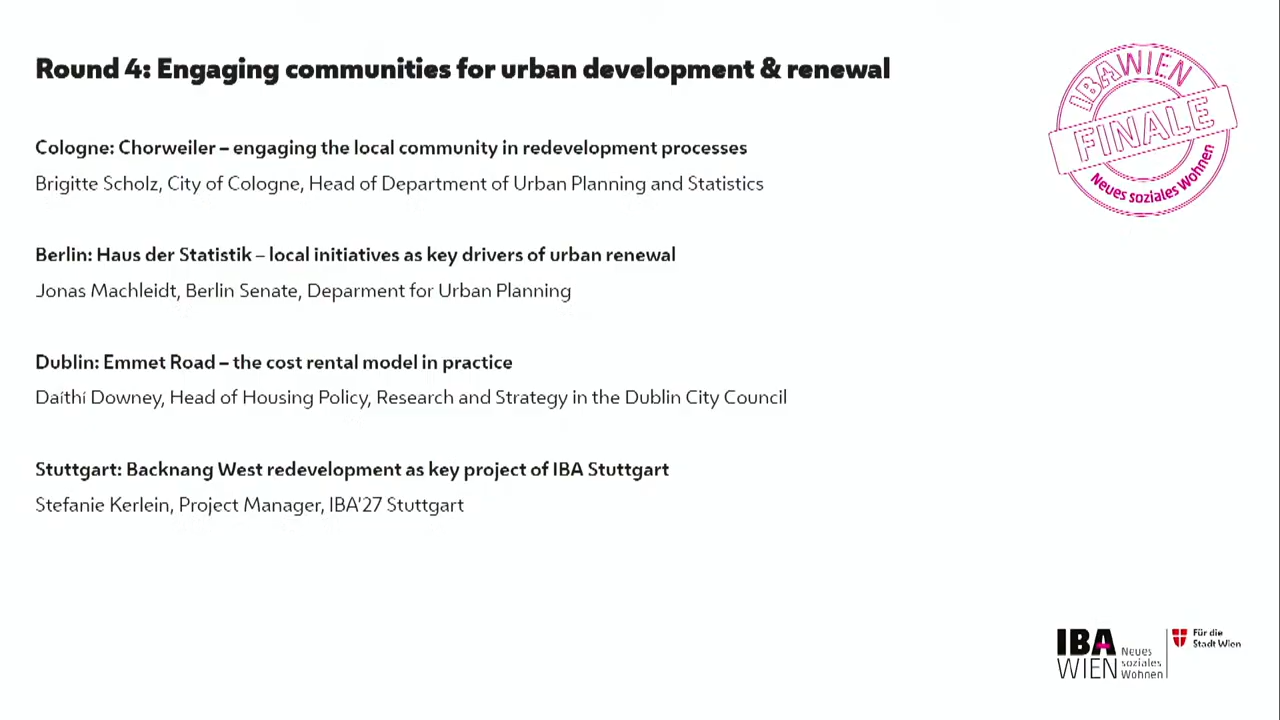 Round 4: Engaging communities for urban development & renewal
Cologne: Chorweiler – engaging the local community in redevelopment processes
Brigitte Scholz, City of Cologne, Head of Department of Urban Planning and Statistics
Berlin: Haus der Statistik – local initiatives as key drivers of urban renewal
Jonas Machleidt, Berlin Senate, Deparment for Urban Planning
Dublin: Emmet Road – the cost rental model in practice
Daíthí Downey, Head of Housing Policy, Research and Strategy in the Dublin City Council
Stuttgart: Backnang West redevelopment as key project of IBA Stuttgart
Stefanie Kerlein, Project Manager, IBA'27 Stuttgart
IBA WIEN
FINALE
Neues soziales Wohnen
IBA
WIEN
Neues
soziales
Wohnen
Für die
Stadt Wien